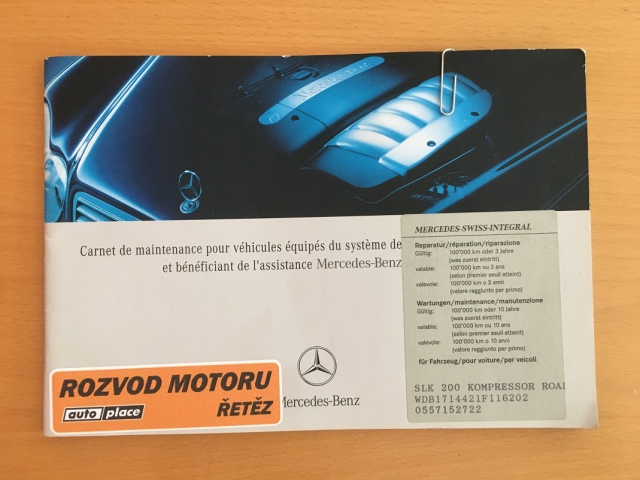 Carnet de maintenance pour véhicules équipés du système de
et bénéficiant de l'assistance Mercedes-Benz
MERCEDES-SWISS-INTEGRAL
Reparatur/réparation/riparazione
Gültig: 100'000 km oder 3 Jahre
(was zuerst eintritt)
valable: 100'000 km ou 3 ans
(selon premier seuil atteint)
valevole: 100'000 km o 3 anni
(valore raggiunto per primo)
Wartungen/maintenance/manutenzione
Gültig: 100'000 km oder 10 Jahre
(was zuerst eintritt)
valable: 100'000 km ou 10 ans
(selon premier seuil atteint)
valevole: 100'000 km o 10 anni
(valore raggiunto per primo)
für Fahrzeug/pour voiture/per veicoli
SLK 200 KOMPRESSOR ROAD
WDB1714421F116202
0557152722
ROZVOD MOTORU
auto place ŘETĚZ
Mercedes-Benz